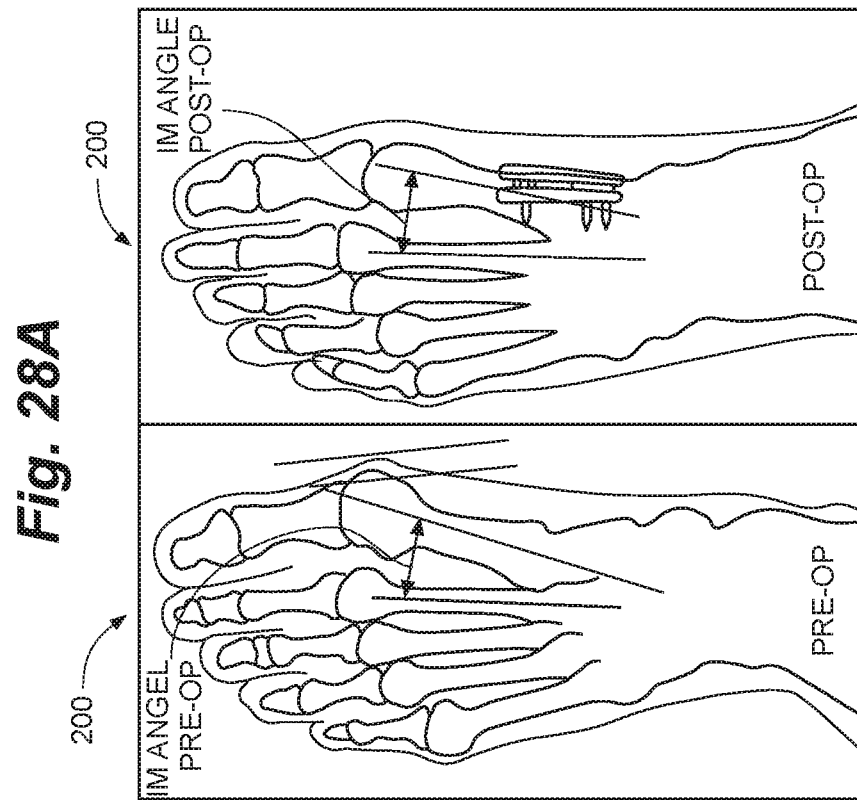 Fig. 28A
200
200
IM ANGEL
PRE-OP
IM ANGLE
POST-OP
PRE-OP
POST-OP